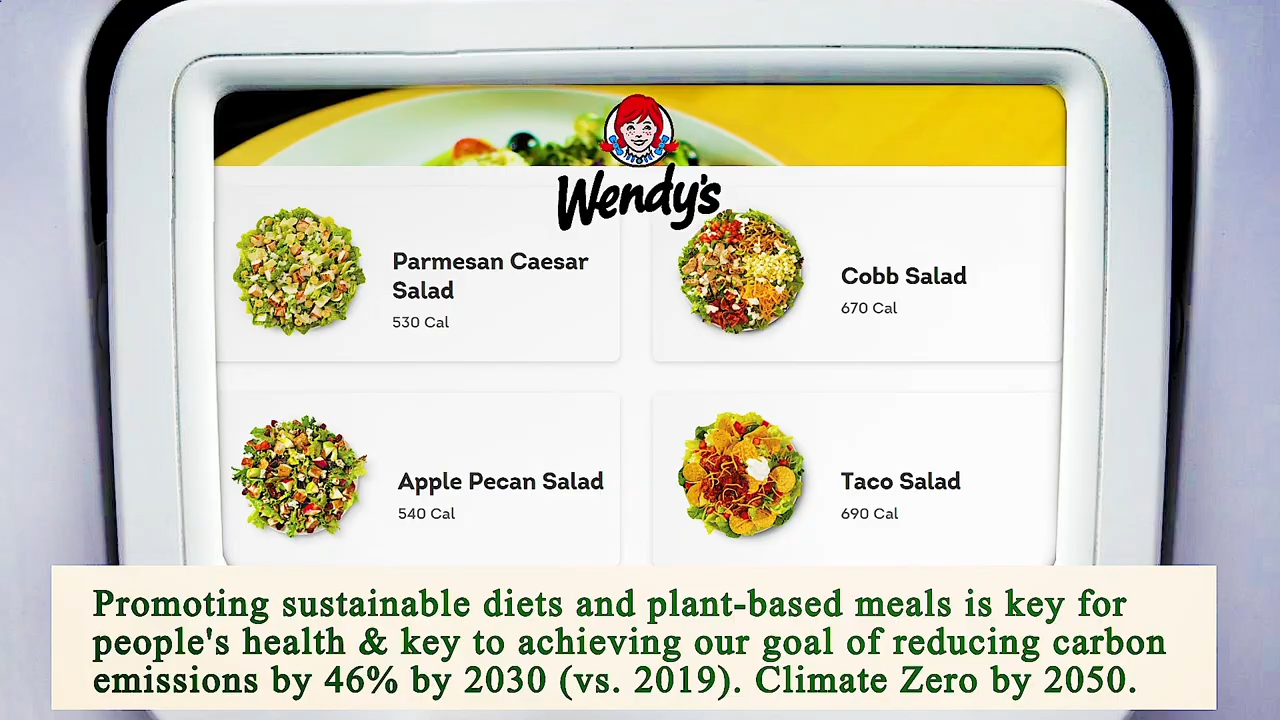 Wendy's
Parmesan Caesar
Salad
530 Cal
Cobb Salad
670 Cal
Apple Pecan Salad
540 Cal
Taco Salad
690 Cal
Promoting sustainable diets and plant-based meals is key for
people's health & key to achieving our goal of reducing carbon
emissions by 46% by 2030 (vs. 2019). Climate Zero by 2050.